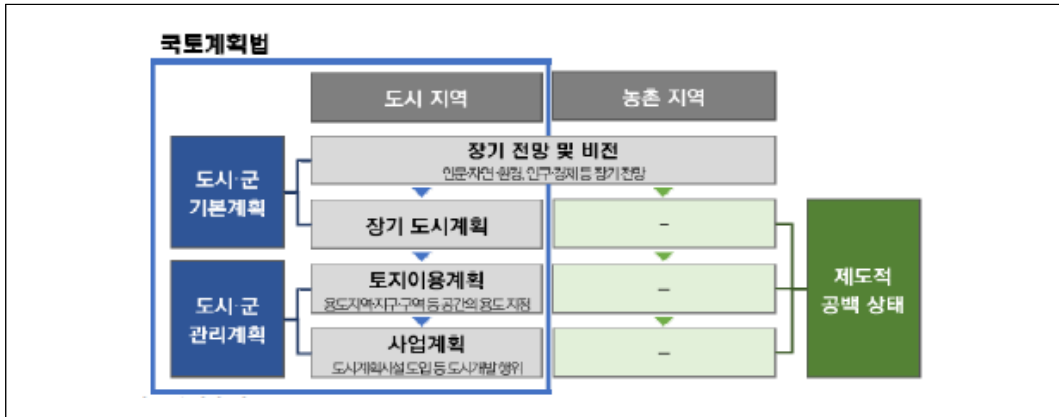 국토계획법
도시 지역
농촌 지역
도시·군
기본계획
장기 전망 및 비전
인문·자연·환경, 인구·경제 등 장기 전망
장기 도시계획
–
도시·군
관리계획
토지이용계획
용도지역·지구·구역 등 공간의 용도 지정
–
사업계획
도시계획시설 도입 등 도시개발 행위
–
제도적
공백 상태